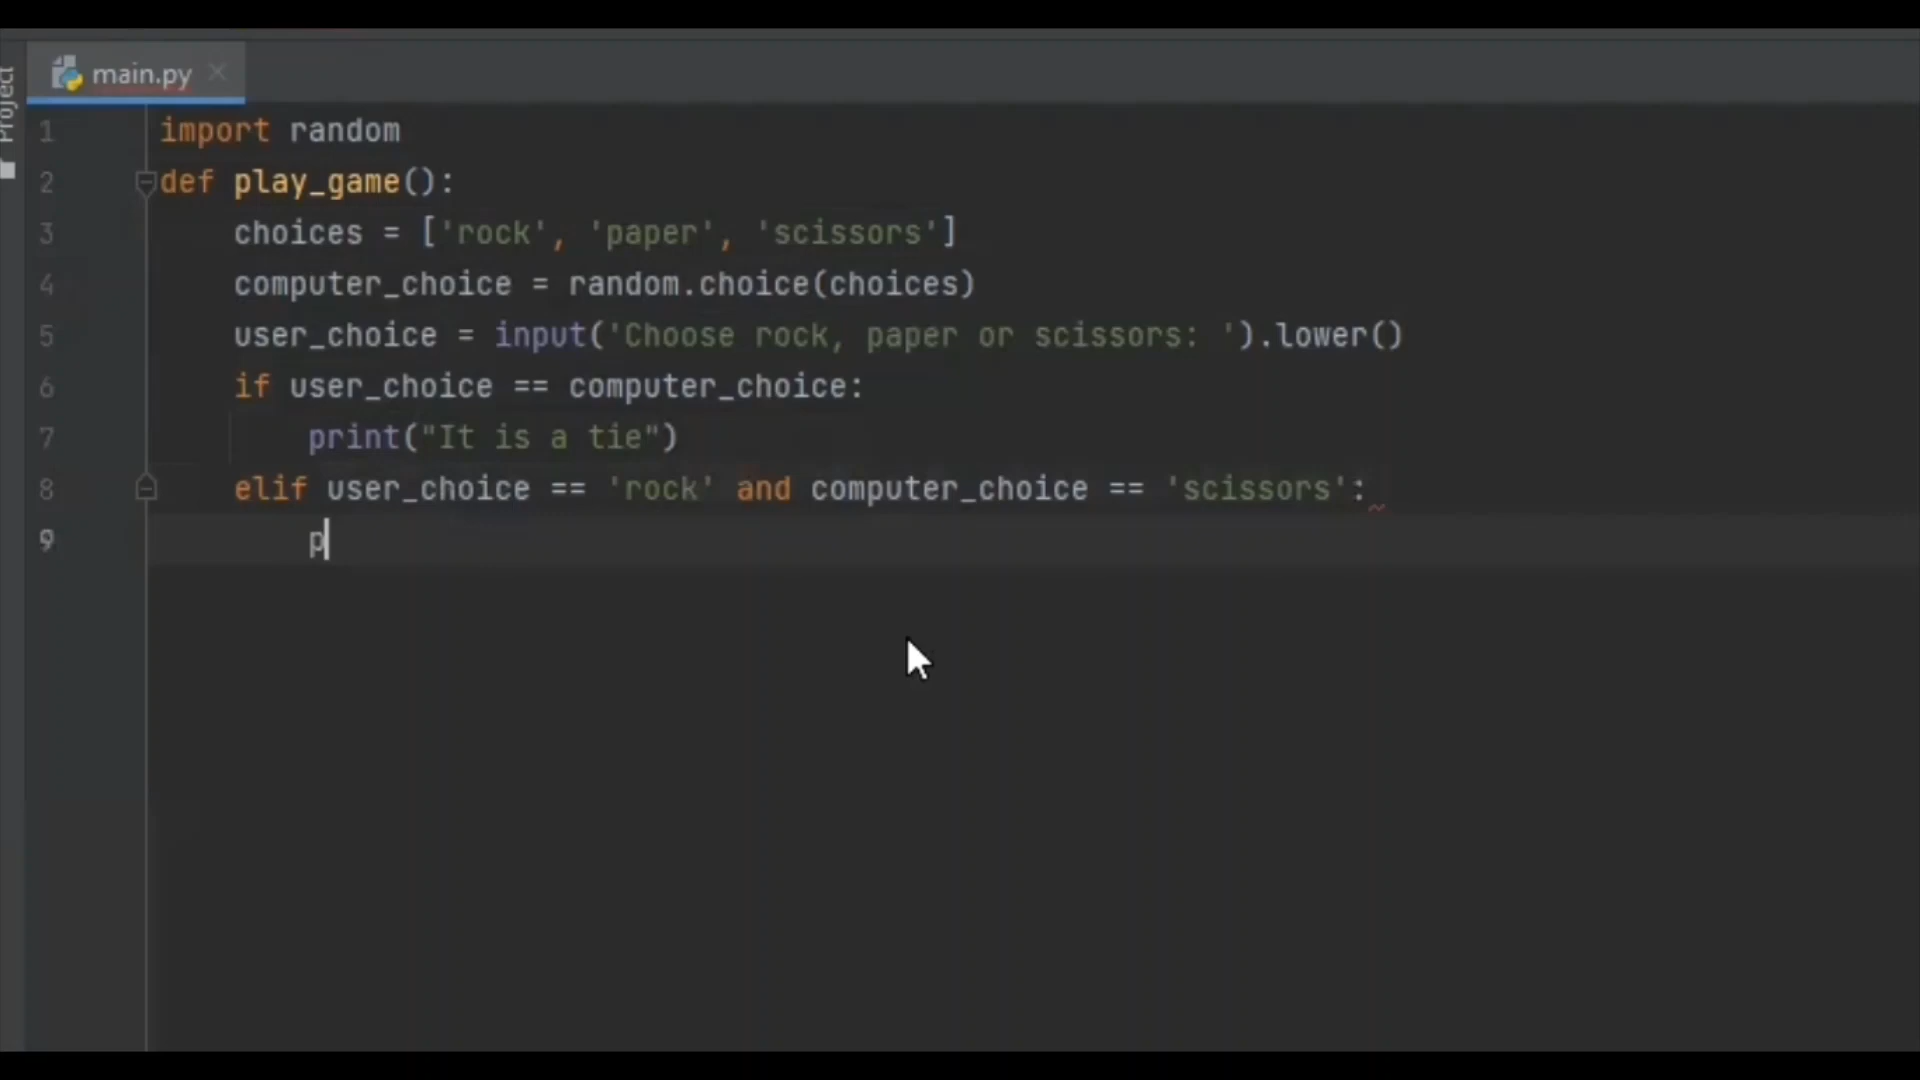 Project
main.py
1 import random
2 def play_game():
3     choices = ['rock', 'paper', 'scissors']
4     computer_choice = random.choice(choices)
5     user_choice = input('Choose rock, paper or scissors: ').lower()
6     if user_choice == computer_choice:
7         print("It is a tie")
8     elif user_choice == 'rock' and computer_choice == 'scissors':
9         p